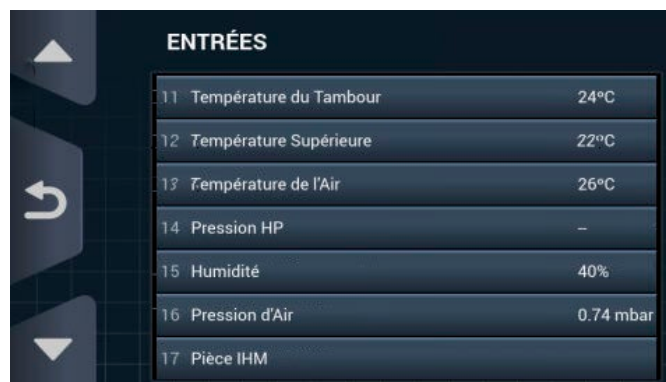 ENTRÉES
11 Température du Tambour 24ºC
12 Température Supérieure 22ºC
13 Température de l'Air 26ºC
14 Pression HP –
15 Humidité 40%
16 Pression d'Air 0.74 mbar
17 Pièce IHM